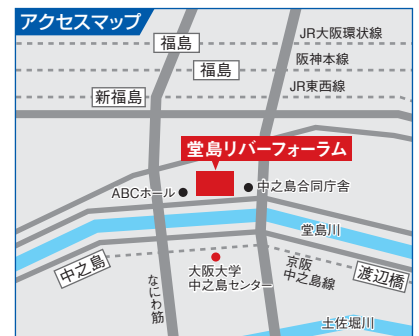 アクセスマップ
福島
JR大阪環状線
福島
阪神本線
新福島
JR東西線
堂島リバーフォーラム
ABCホール
中之島合同庁舎
堂島川
中之島
大阪大学
中之島センター
京阪
中之島線
渡辺橋
なにわ筋
土佐堀川